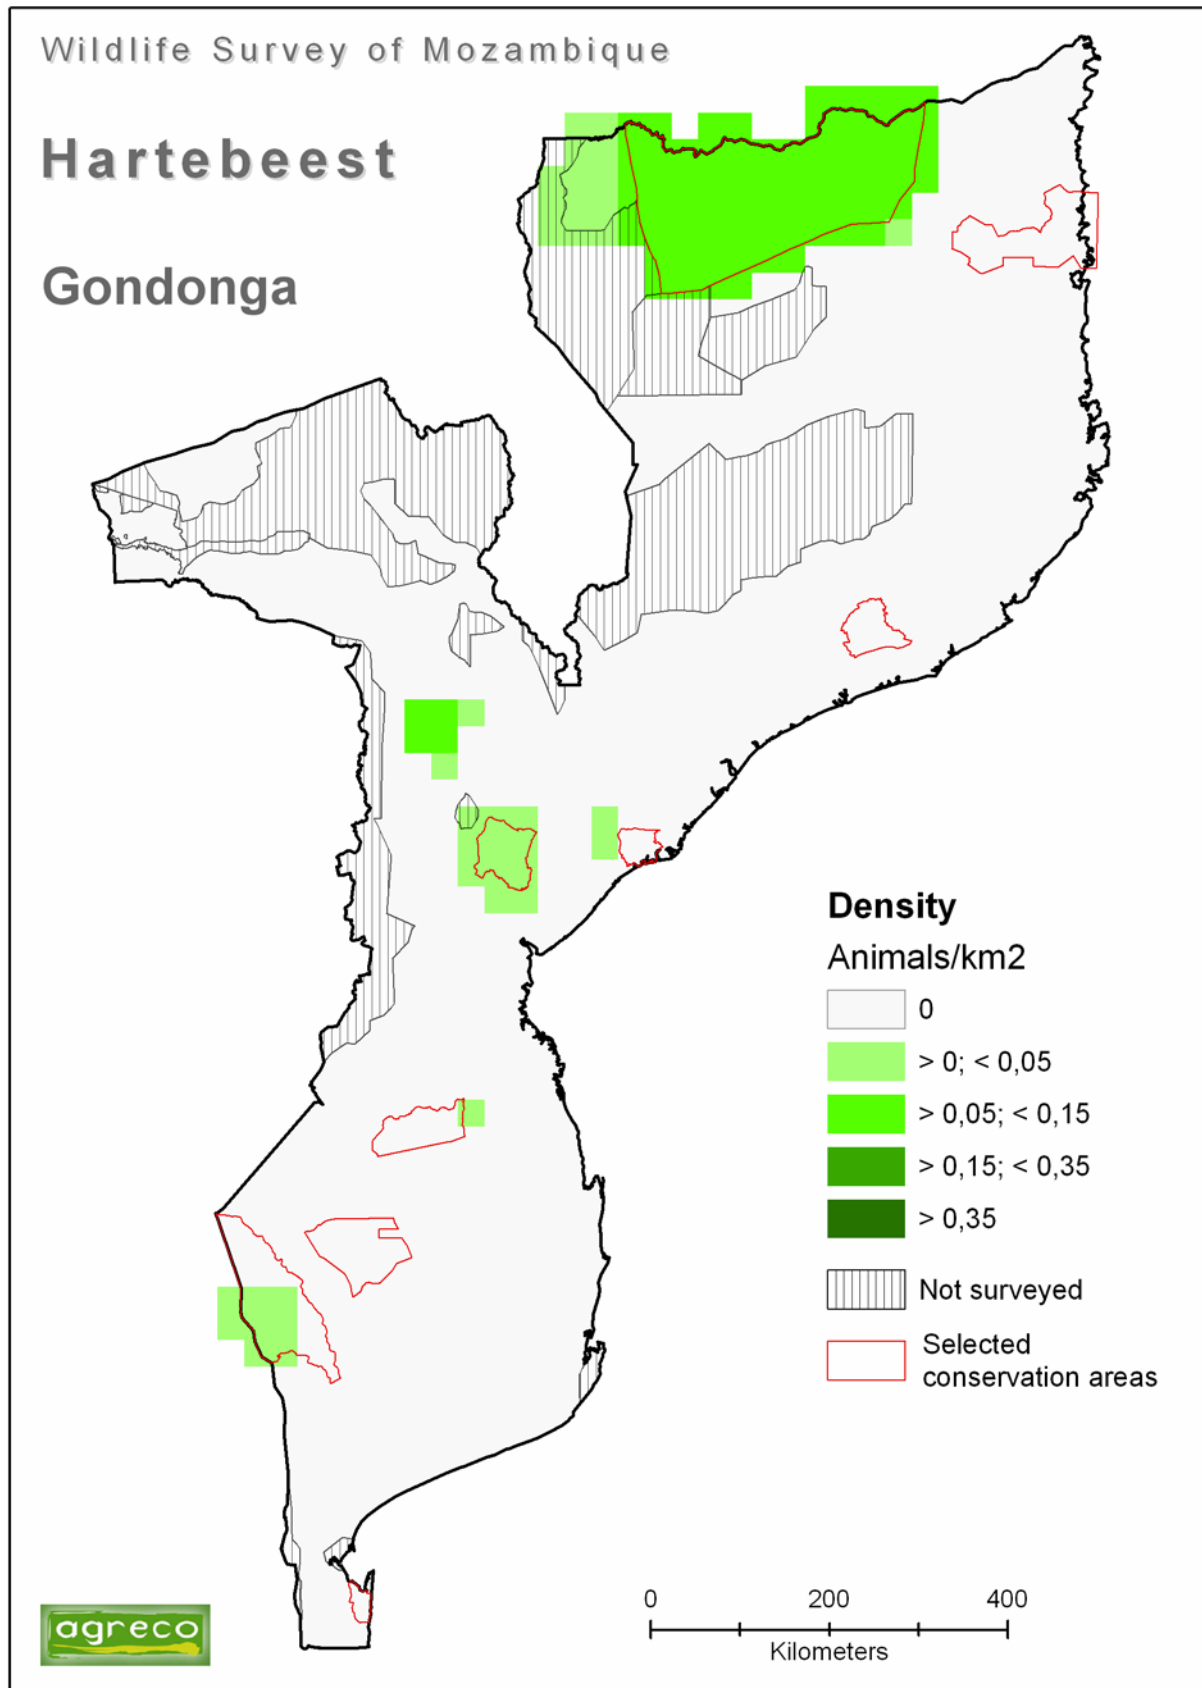 Wildlife Survey of Mozambique
Hartebeest
Gondonga
Density
Animals/km2
0
> 0; < 0,05
> 0,05; < 0,15
> 0,15; < 0,35
> 0,35
Not surveyed
Selected
conservation areas
0 200 400
Kilometers
agreco